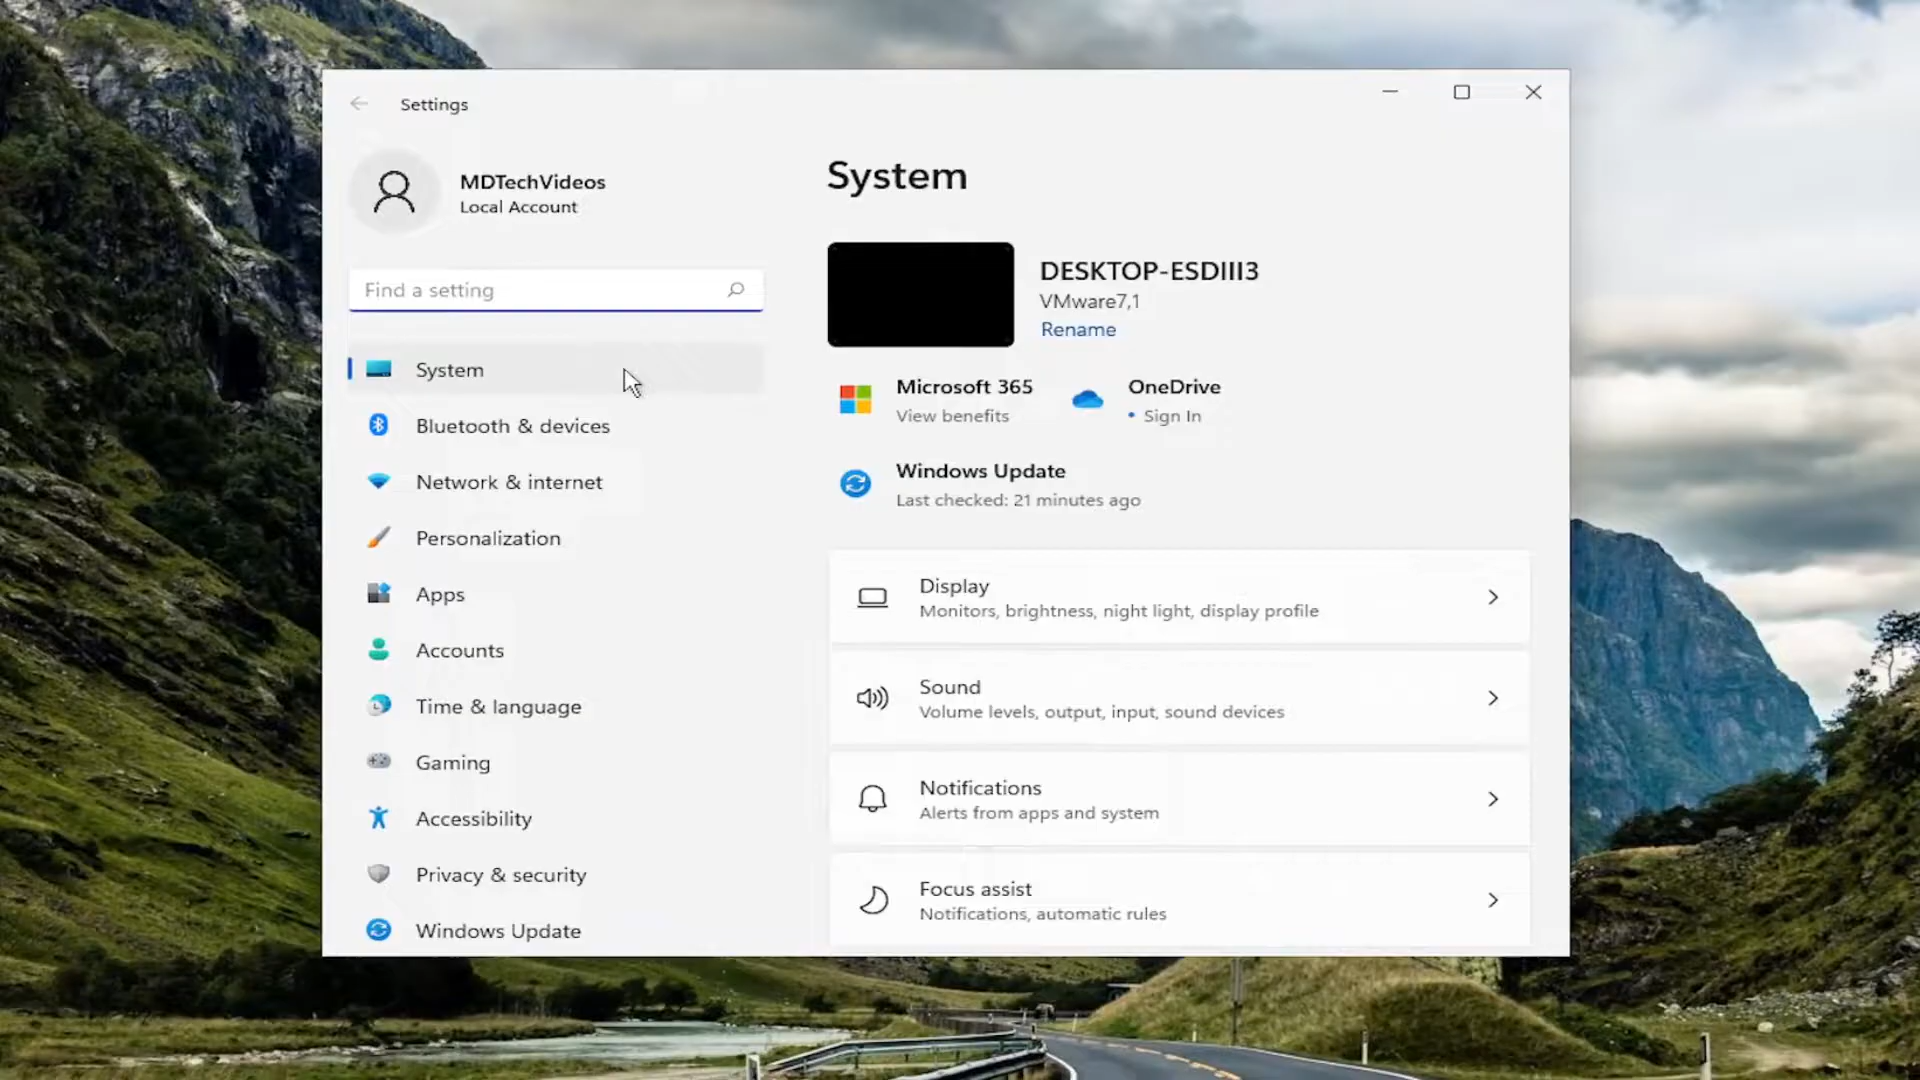 Settings
MDTechVideos
Local Account
Find a setting
System
Bluetooth & devices
Network & internet
Personalization
Apps
Accounts
Time & language
Gaming
Accessibility
Privacy & security
Windows Update
System
DESKTOP-ESDIII3
VMware7,1
Rename
Microsoft 365
View benefits
OneDrive
• Sign In
Windows Update
Last checked: 21 minutes ago
Display
Monitors, brightness, night light, display profile
Sound
Volume levels, output, input, sound devices
Notifications
Alerts from apps and system
Focus assist
Notifications, automatic rules